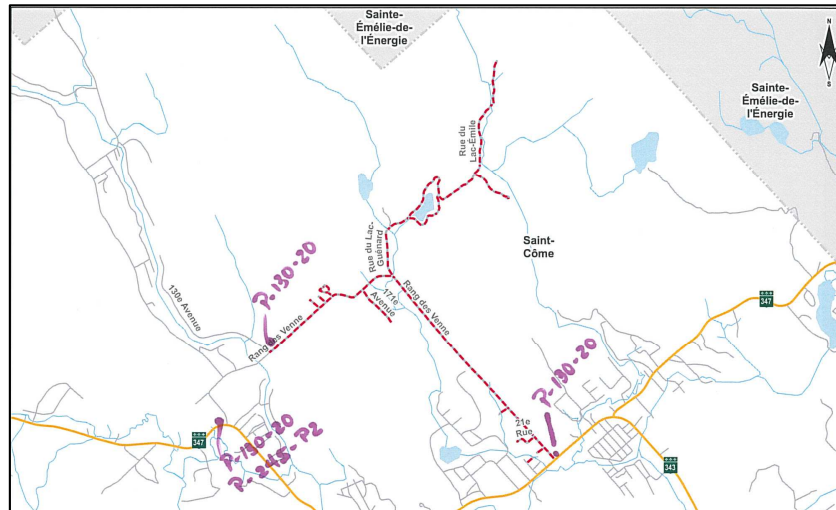 Sainte-
Émélie-de-
l'Énergie
N
S
Sainte-
Émélie-de-
l'Énergie
Rue du
Lac-Émile
Rue du Lac-
Guénard
Saint-
Côme
130e Avenue
P-130-20
Rang des Venne
171e
Avenue
Rang des Venne
347
P-130-20
21e
Rue
347
P-130-20
P-245-P2
343